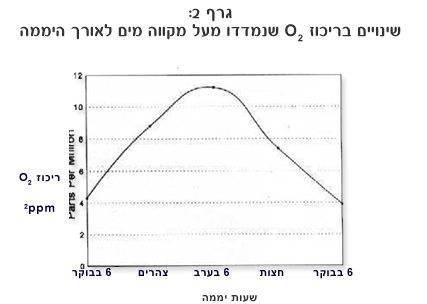 גרף 2:
שינויים בריכוז O2 שנמדדו מעל מקווה מים לאורך היממה
12
10
8
6
4
2
0
Parts Per Million
ריכוז O2
2ppm
6 בבוקר
צהרים
6 בערב
חצות
6 בבוקר
שעות יממה